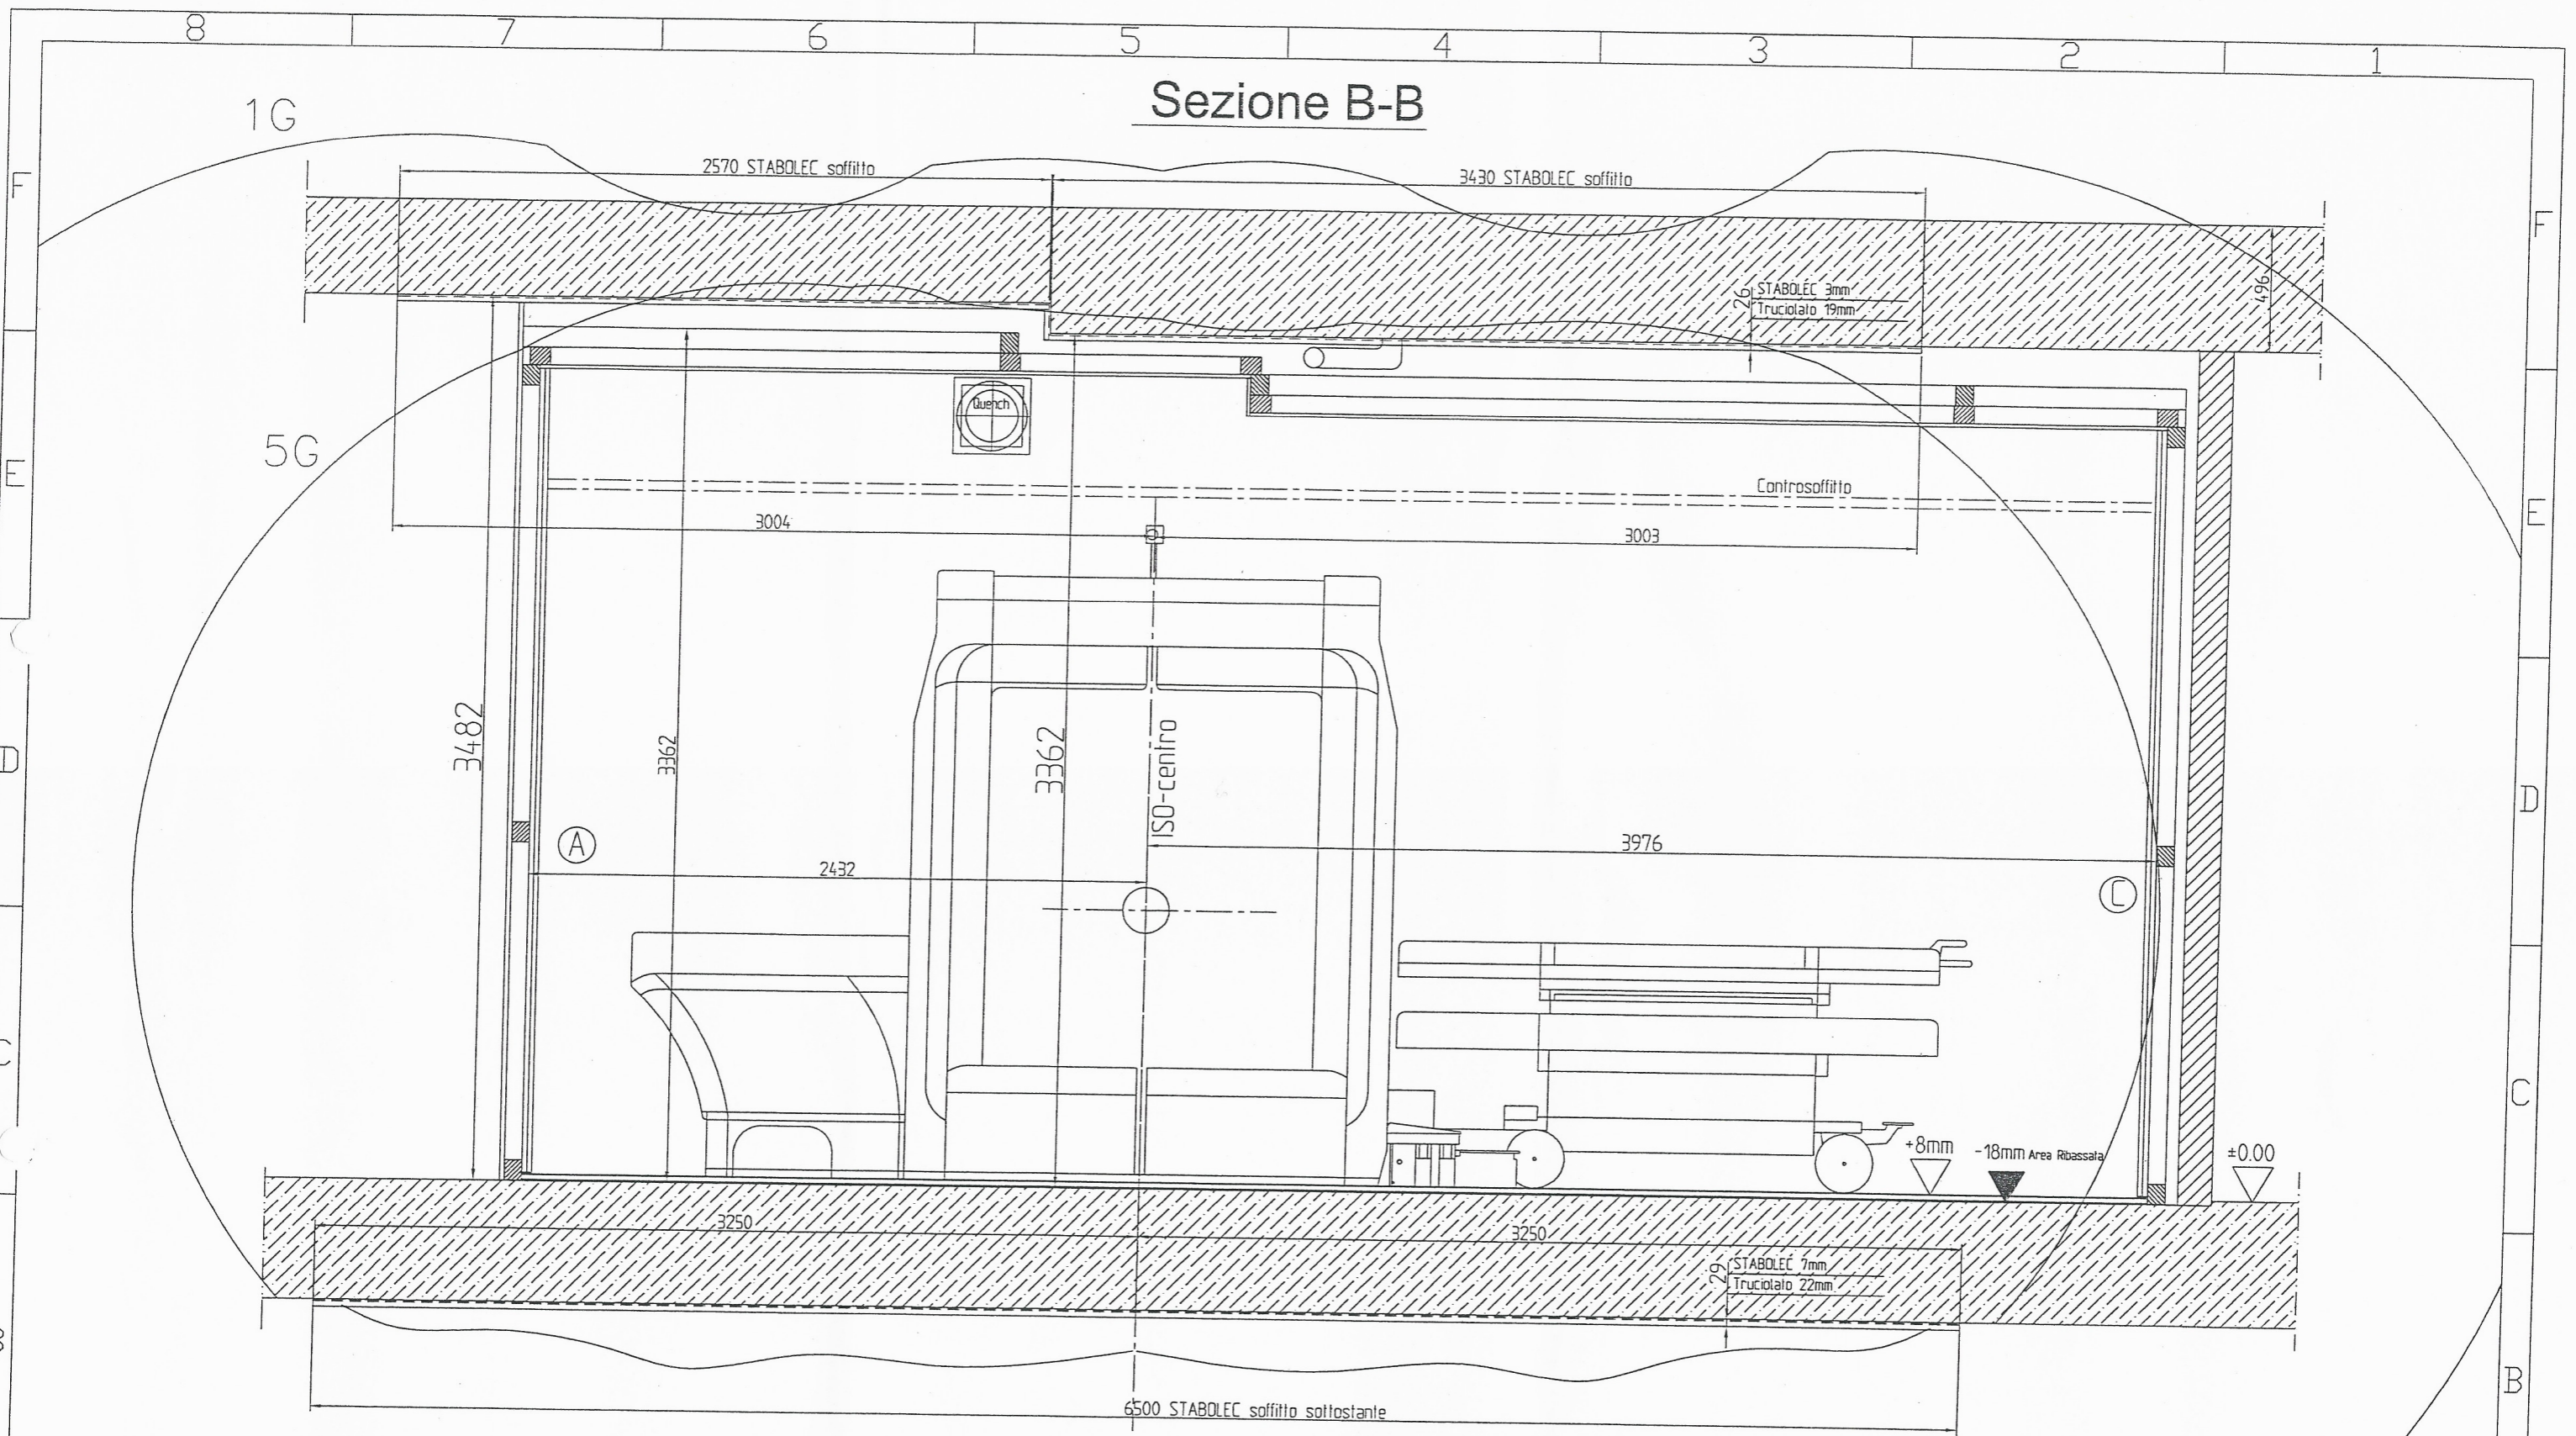 8 7 6 5 4 3 2 1
Sezione B-B
1G
2570 STABOLEC soffitto
3430 STABOLEC soffitto
F
F
STABOLEC 3mm
26
Truciolato 19mm
496
Quench
5G
E
E
Controsoffitto
3004
3003
3482
3362
3362
ISO-centro
D
D
A
2432
3976
C
C
C
+8mm
-18mm Area Ribassata
±0.00
3250
3250
29
STABOLEC 7mm
Truciolato 22mm
B
6500 STABOLEC soffitto sottostante